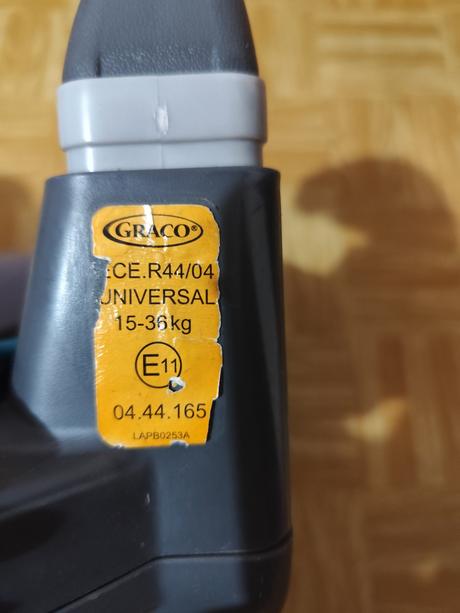 GRACO®
ECE.R44/04
UNIVERSAL
15-36kg
E11
04.44.165
LAPB0253A